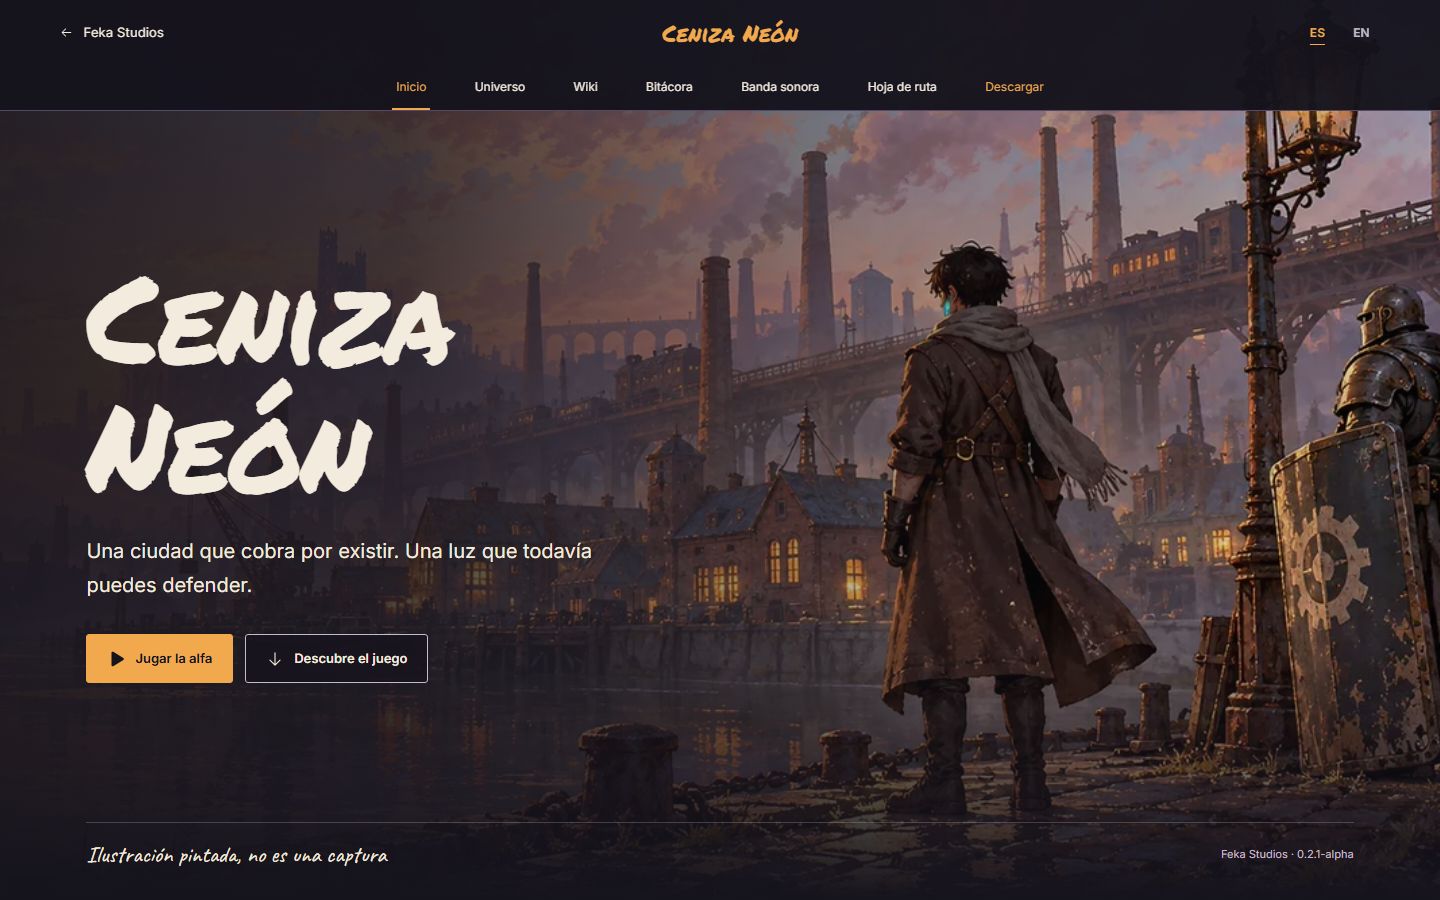 ← Feka Studios
Ceniza Neón
ES EN
Inicio Universo Wiki Bitácora Banda sonora Hoja de ruta Descargar
Ceniza
Neón
Una ciudad que cobra por existir. Una luz que todavía
puedes defender.
Jugar la alfa
Descubre el juego
Ilustración pintada, no es una captura
Feka Studios · 0.2.1-alpha